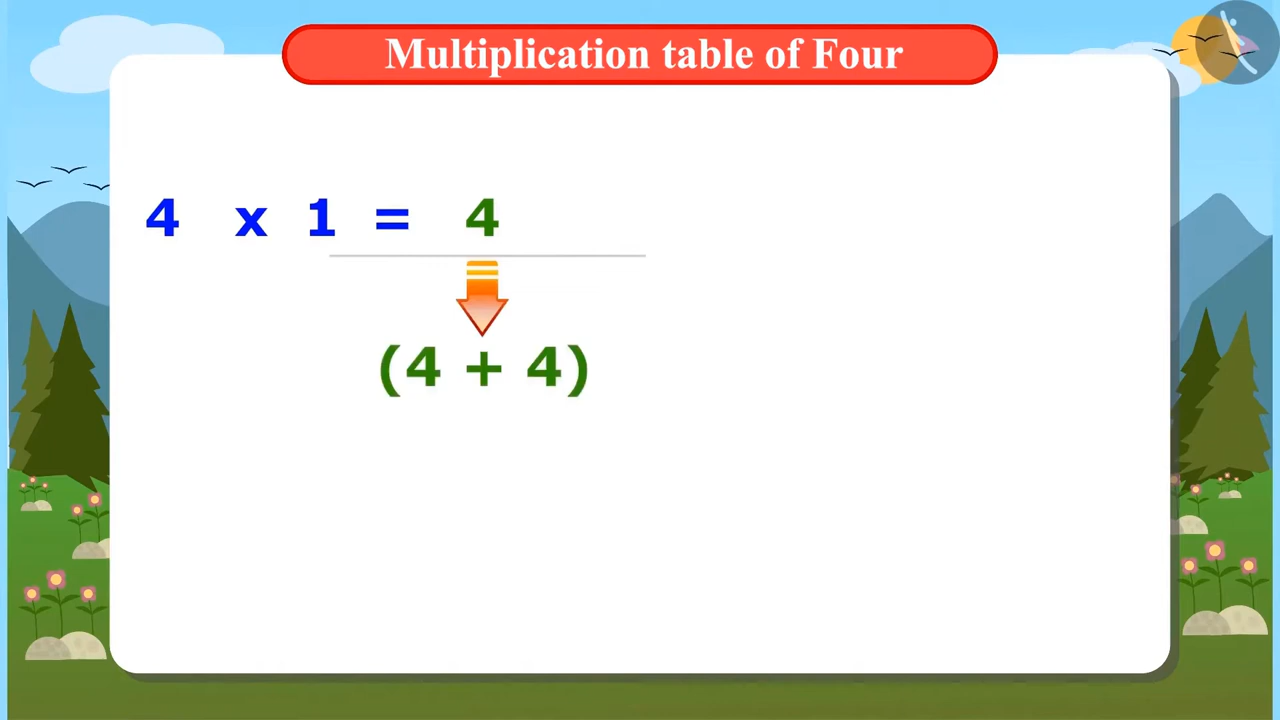 Multiplication table of Four
4 x 1 = 4
(4 + 4)